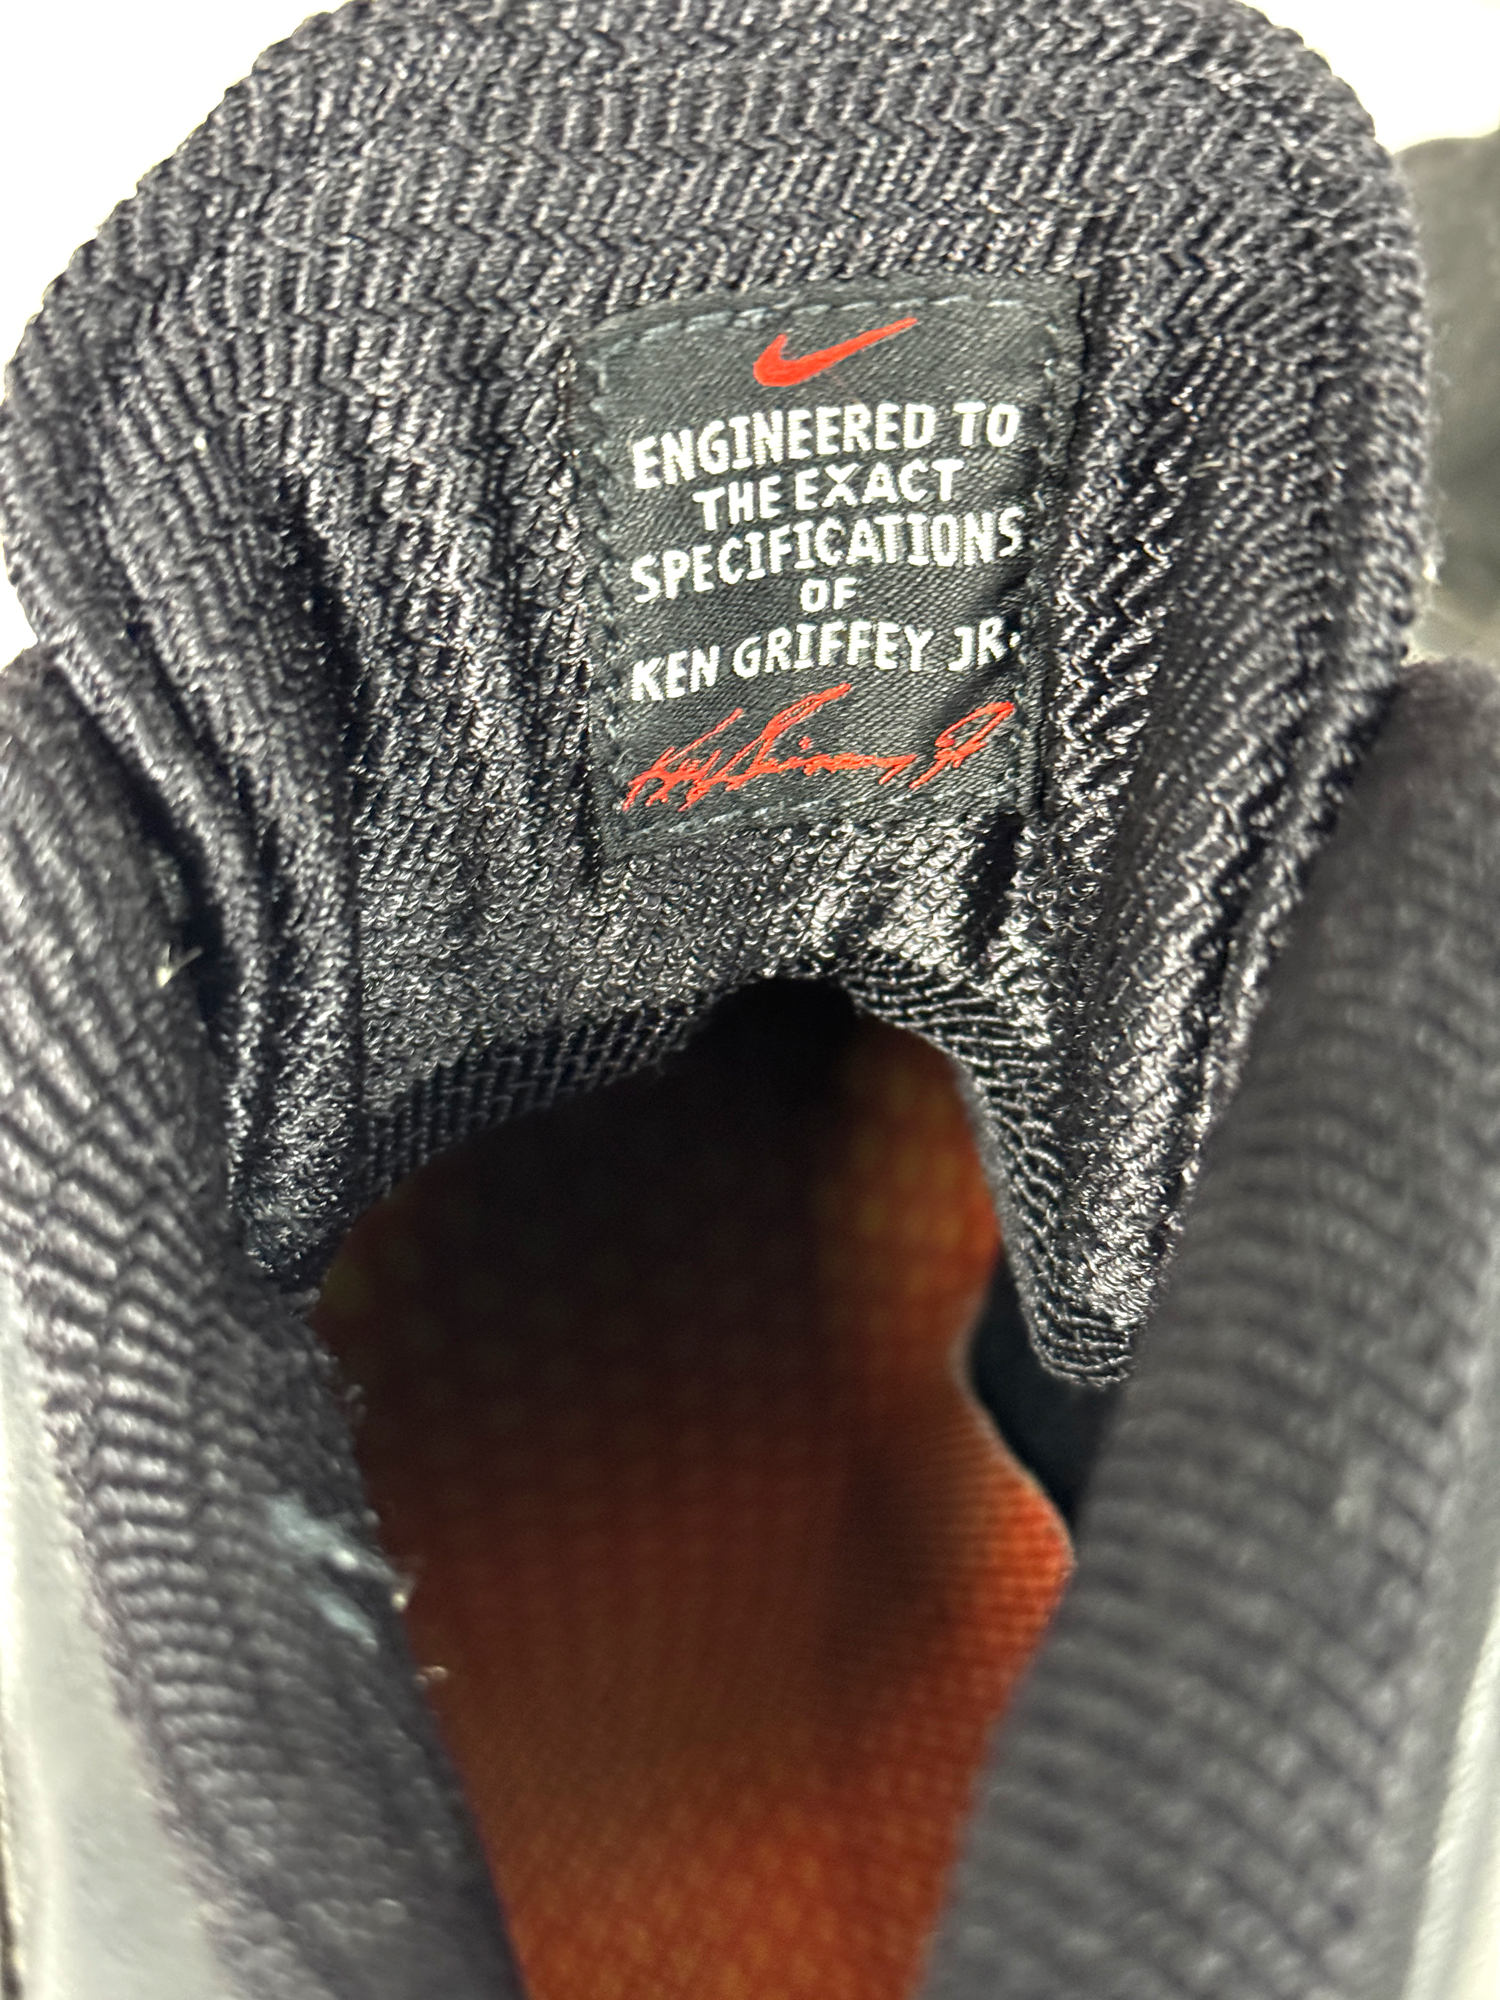 ENGINEERED TO
THE EXACT
SPECIFICATIONS
OF
KEN GRIFFEY JR.